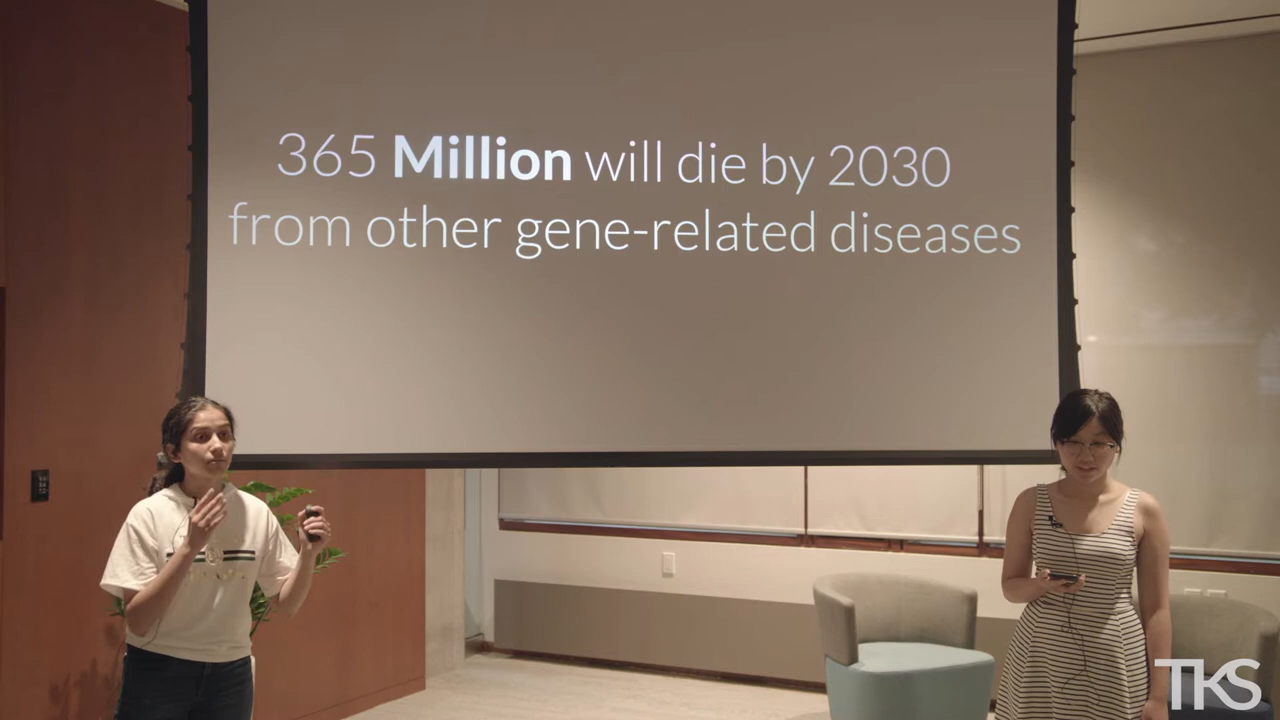 365 Million will die by 2030
from other gene-related diseases
TKS